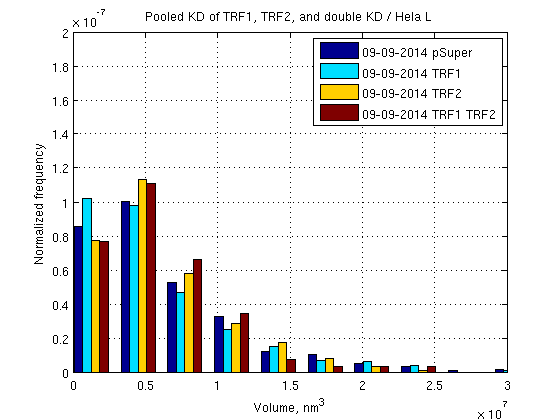 Pooled KD of TRF1, TRF2, and double KD / Hela L
× 10⁻⁷
2
1.8
1.6
1.4
1.2
1
0.8
0.6
0.4
0.2
0
Normalized frequency
09-09-2014 pSuper
09-09-2014 TRF1
09-09-2014 TRF2
09-09-2014 TRF1 TRF2
0 0.5 1 1.5 2 2.5 3
Volume, nm³
× 10⁷